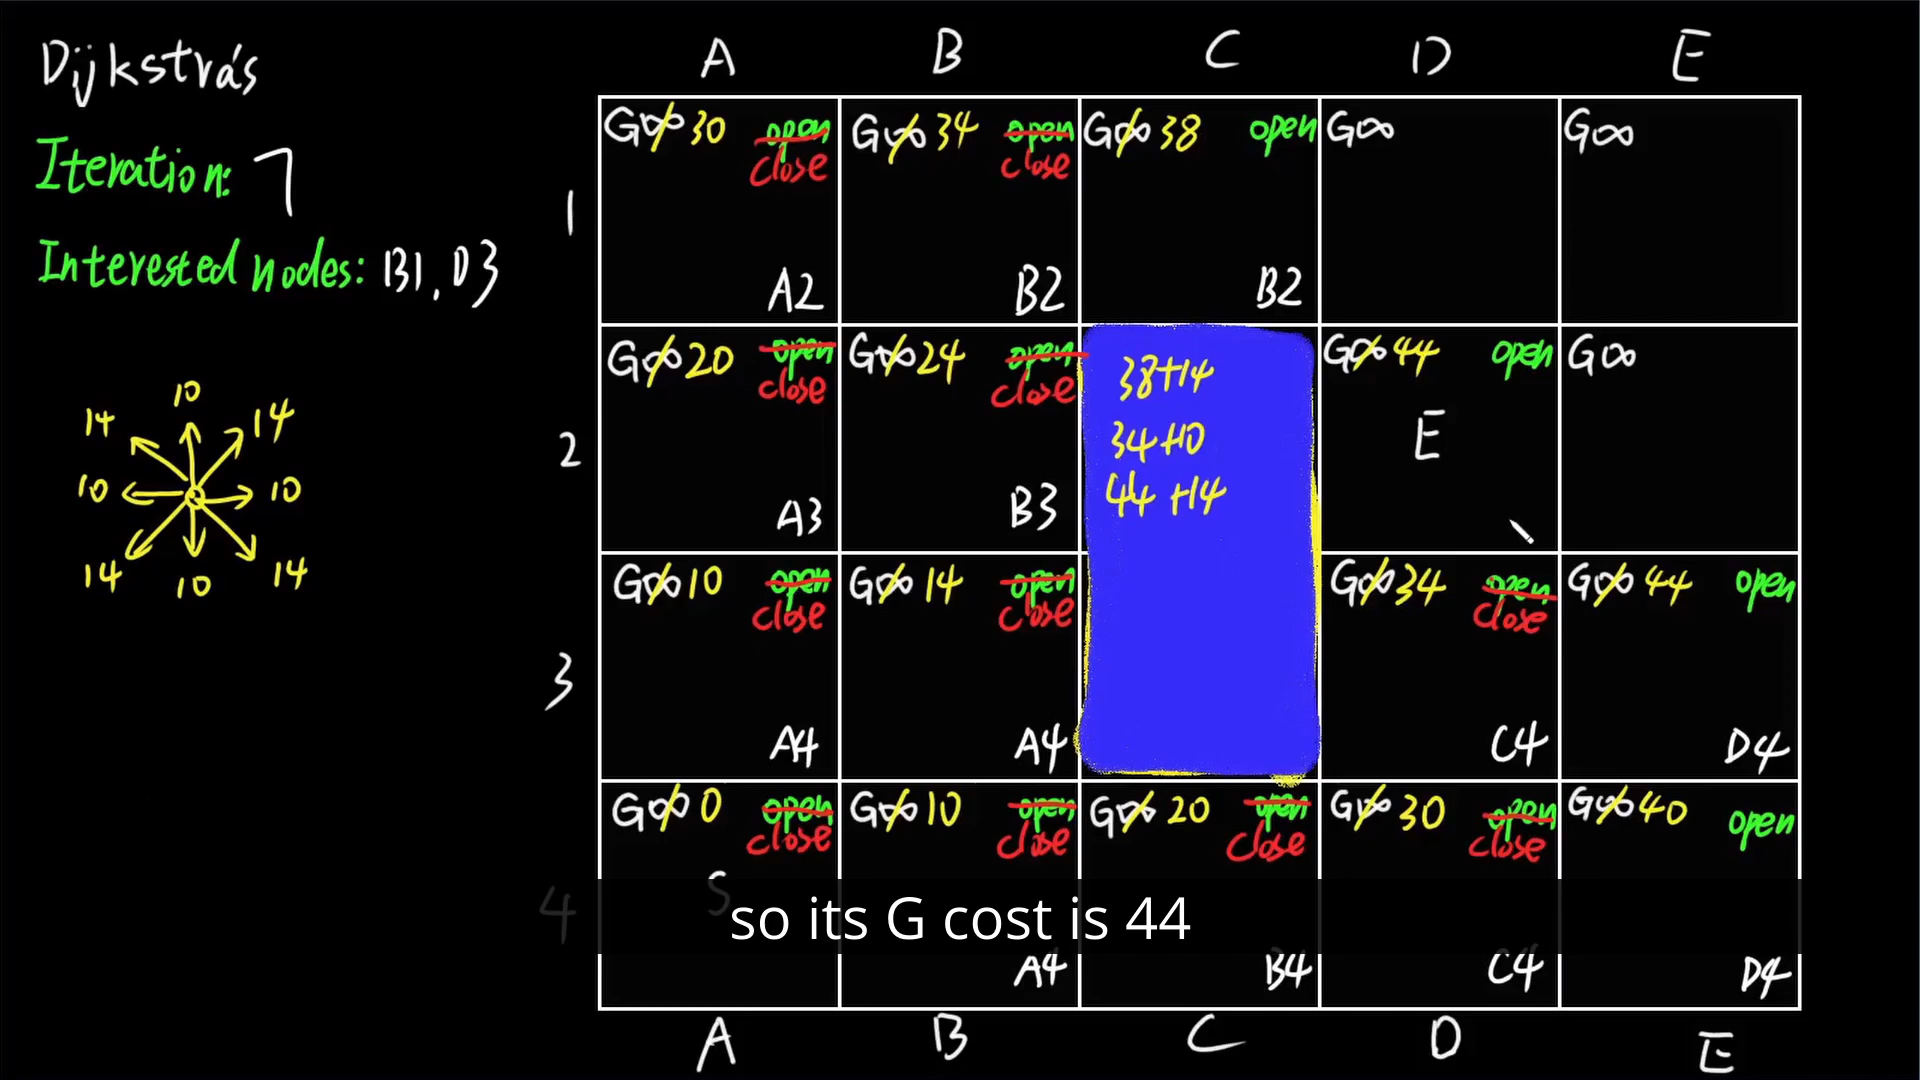 Dijkstra's
Iteration: 7
Interested nodes: B1, D3
10
14 14
10 10
14 10 14
A B C D E
1
G∞ 30 open close A2
G∞ 34 open close B2
G∞ 38 open B2
G∞
G∞
2
G∞ 20 open close A3
G∞ 24 open close B3
38+14
34+10
44+14
G∞ 44 open E
G∞
3
G∞ 10 open close A4
G∞ 14 open close A4
G∞ 34 open close C4
G∞ 44 open D4
4
G∞ 0 open close S
G∞ 10 open close A4
G∞ 20 open close B4
G∞ 30 open close C4
G∞ 40 open D4
so its G cost is 44
A B C D E